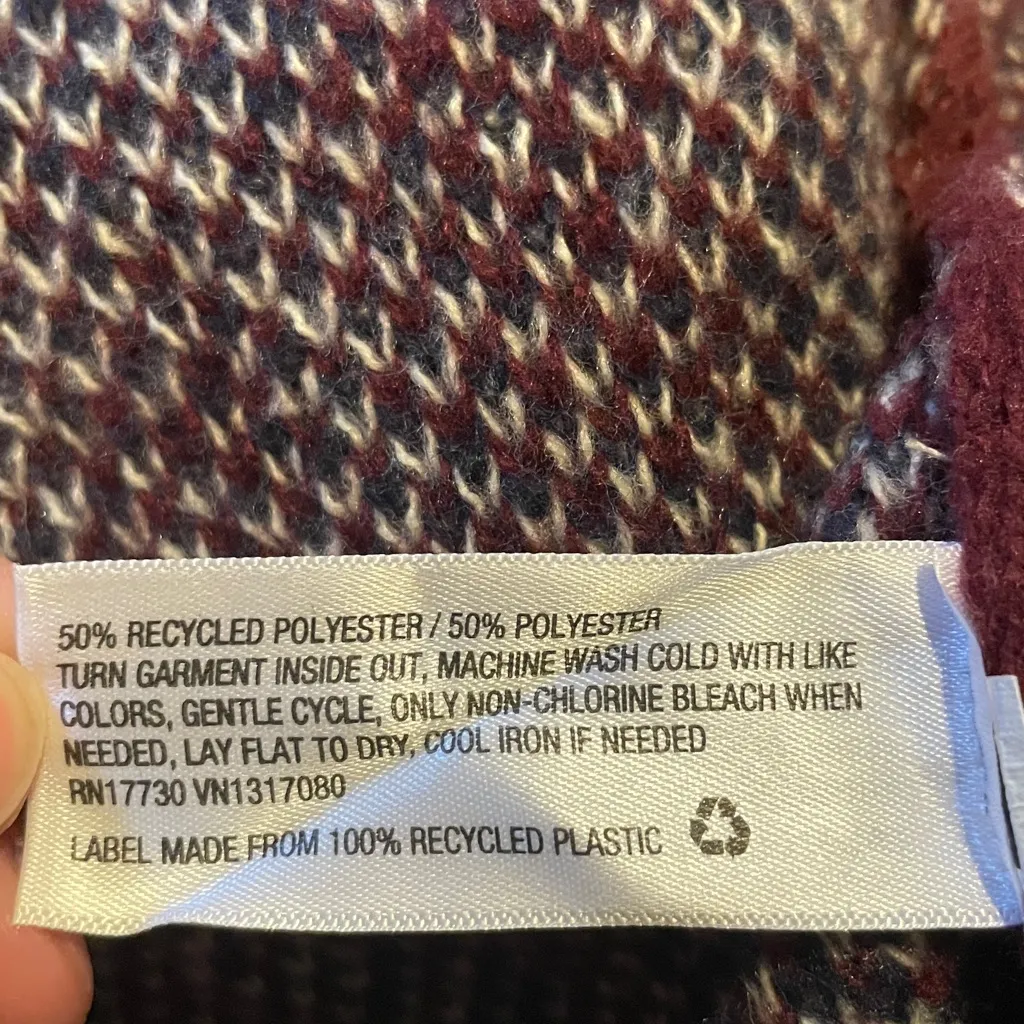 50% RECYCLED POLYESTER / 50% POLYESTER
TURN GARMENT INSIDE OUT, MACHINE WASH COLD WITH LIKE
COLORS, GENTLE CYCLE, ONLY NON-CHLORINE BLEACH WHEN
NEEDED, LAY FLAT TO DRY, COOL IRON IF NEEDED
RN17730 VN1317080
LABEL MADE FROM 100% RECYCLED PLASTIC